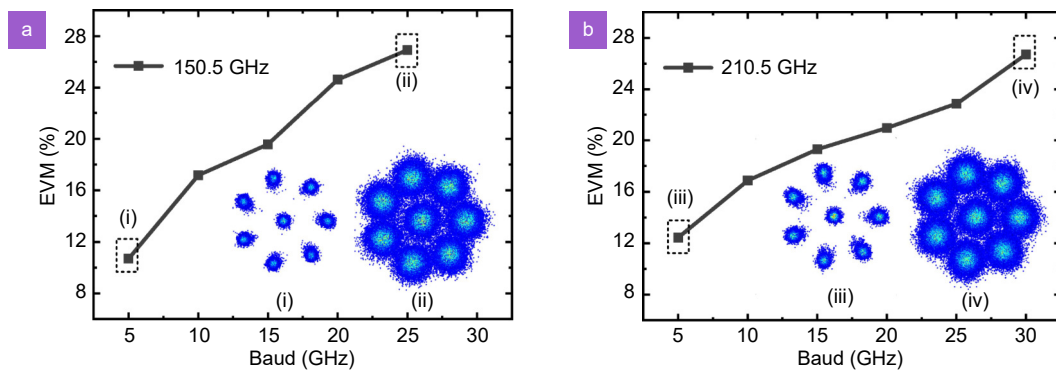 a
28
24
20
16
12
8
EVM (%)
150.5 GHz
(i)
(ii)
(i)
(ii)
5
10
15
20
25
30
Baud (GHz)
b
28
24
20
16
12
8
EVM (%)
210.5 GHz
(iii)
(iv)
(iii)
(iv)
5
10
15
20
25
30
Baud (GHz)